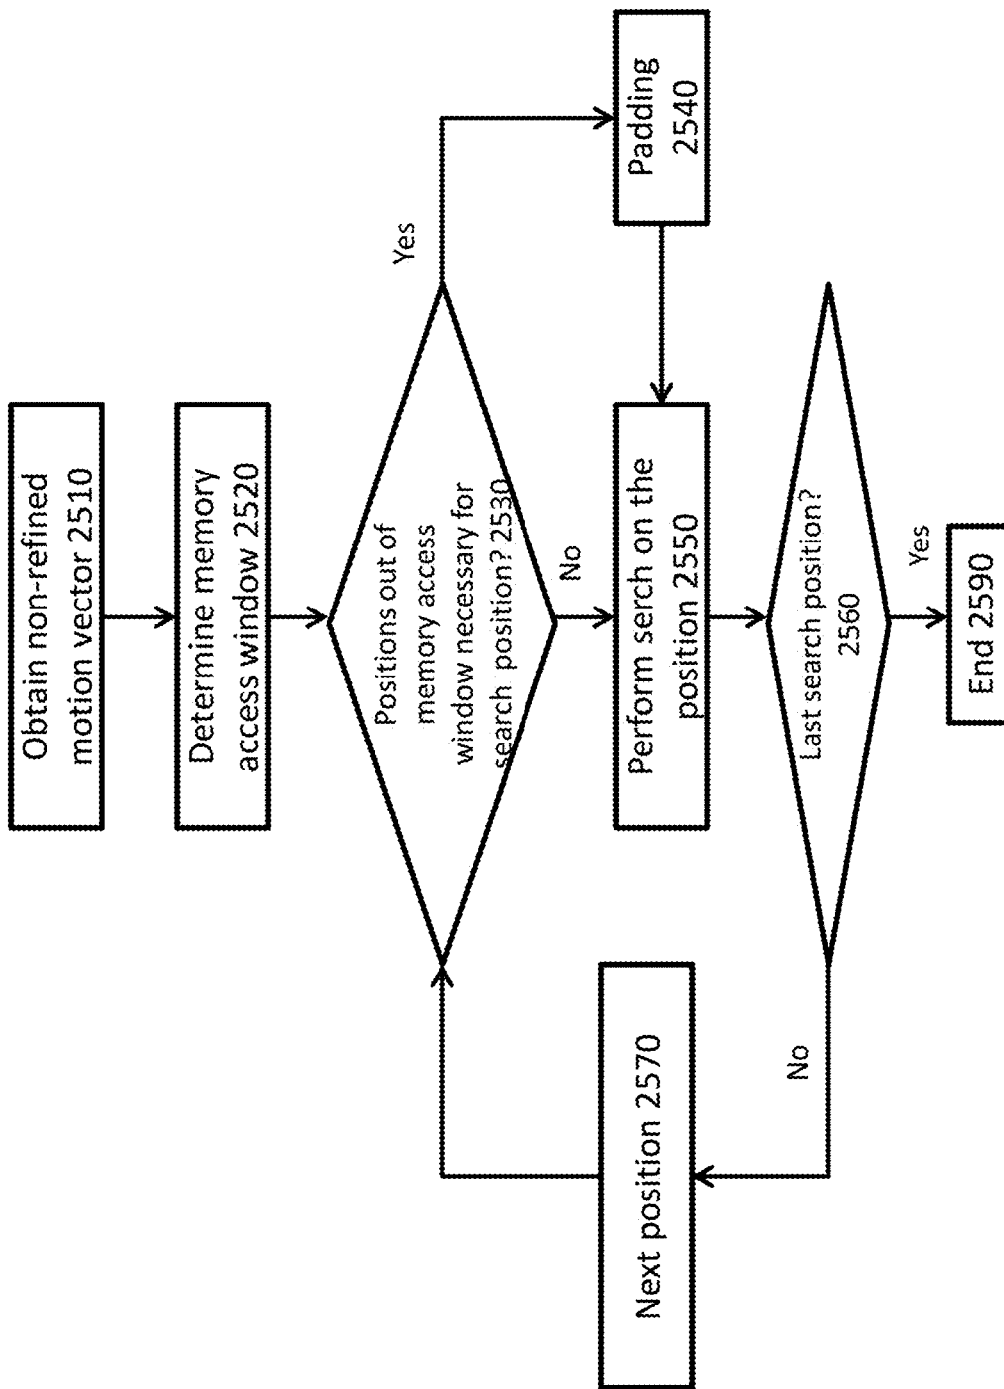 Obtain non-refined
motion vector 2510
Determine memory
access window 2520
Positions out of
memory access
window necessary for
search position? 2530
Yes
No
Padding
2540
Perform serch on the
position 2550
Last search position?
2560
No
Yes
Next position 2570
End 2590